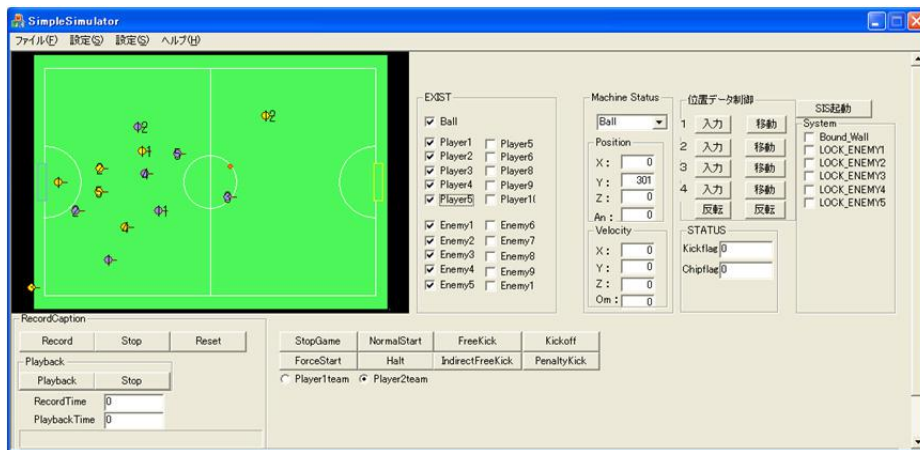 SimpleSimulator
ファイル(F) 設定(S) 設定(S) ヘルプ(H)
EXIST
Ball
Player1 Player5
Player2 Player6
Player3 Player8
Player4 Player9
Player5 Player1(
Enemy1 Enemy6
Enemy2 Enemy7
Enemy3 Enemy8
Enemy4 Enemy9
Enemy5 Enemy1
Machine Status
Ball
Position
X : 0
Y : 301
Z : 0
An : 0
Velocity
X : 0
Y : 0
Z : 0
Om : 0
位置データ制御
1 入力 移動
2 入力 移動
3 入力 移動
4 入力 移動
反転 反転
STATUS
Kickflag 0
Chipflag 0
SIS起動
System
Bound_Wall
LOCK_ENEMY1
LOCK_ENEMY2
LOCK_ENEMY3
LOCK_ENEMY4
LOCK_ENEMY5
RecordCaption
Record Stop Reset
Playback
Playback Stop
RecordTime 0
PlaybackTime 0
StopGame NormalStart FreeKick Kickoff
ForceStart Halt IndirectFreeKick PenaltyKick
Player1team Player2team